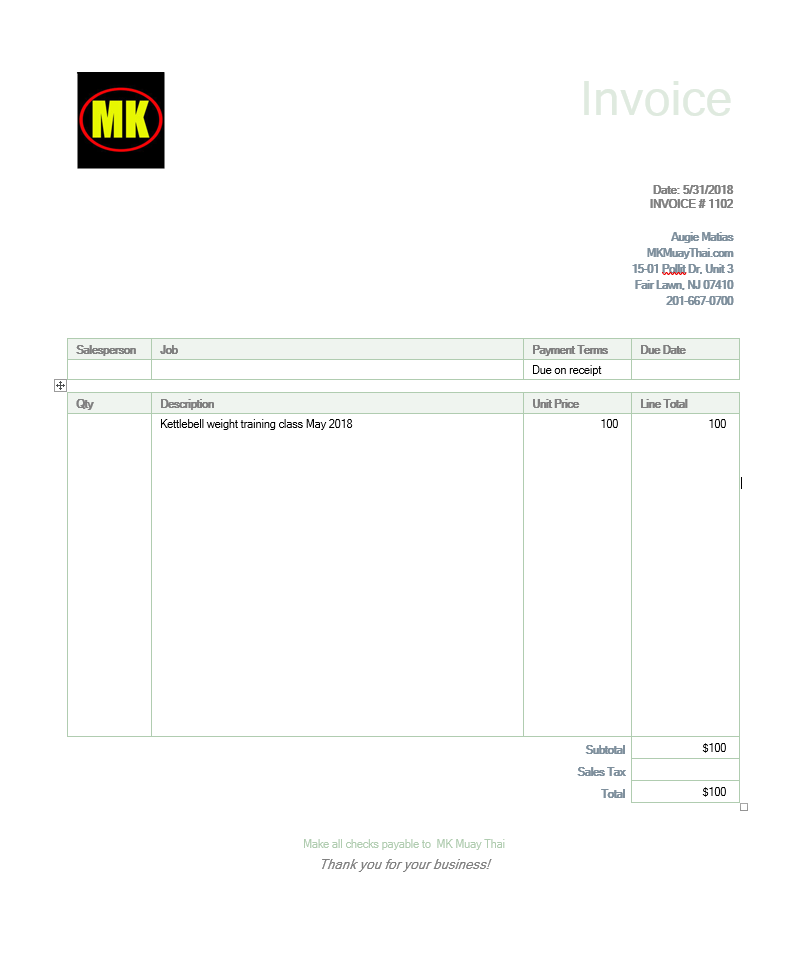 MK
Invoice
Date: 5/31/2018
INVOICE # 1102
Augie Matias
MKMuayThai.com
15-01 Pollit Dr, Unit 3
Fair Lawn, NJ 07410
201-667-0700
Salesperson Job Payment Terms Due Date
Due on receipt
Qty Description Unit Price Line Total
Kettlebell weight training class May 2018 100 100
Subtotal $100
Sales Tax
Total $100
Make all checks payable to MK Muay Thai
Thank you for your business!